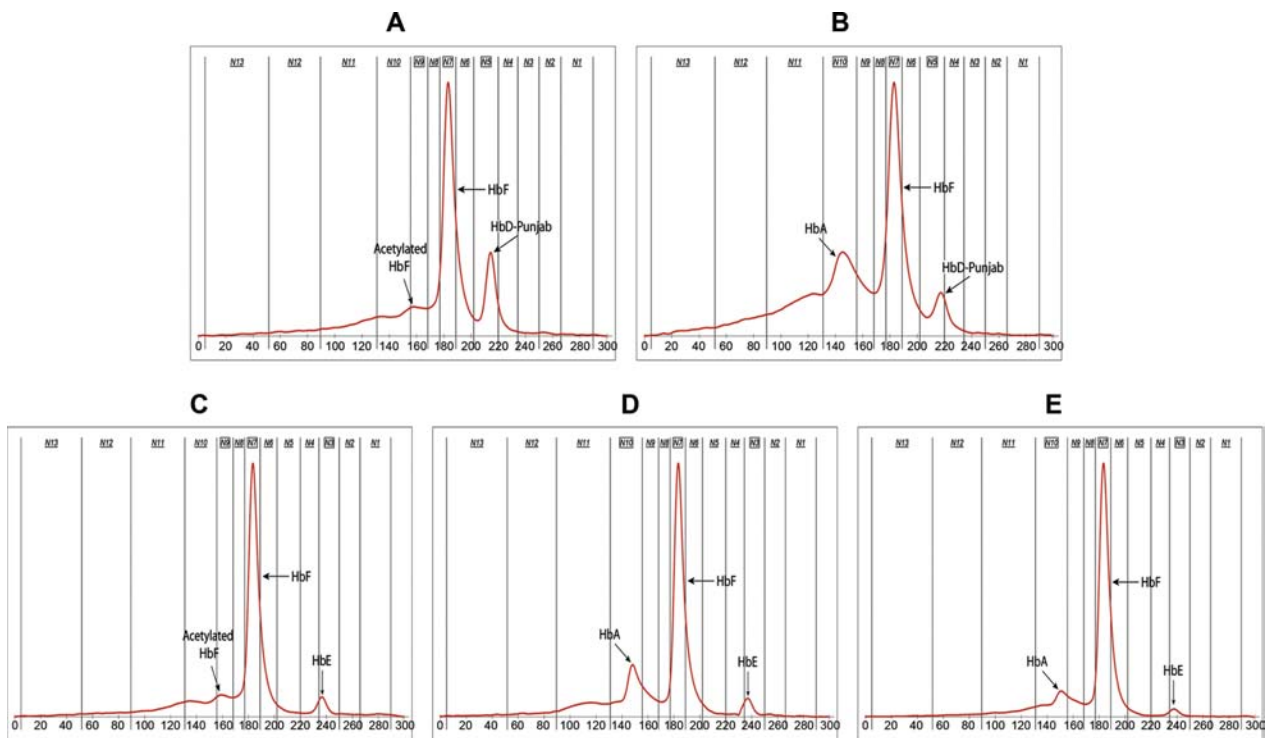 A
N13 N12 N11 N10 N9 N8 N7 N6 N5 N4 N3 N2 N1
HbF
HbD-Punjab
Acetylated
HbF
0 20 40 60 80 100 120 140 160 180 200 220 240 260 280 300
B
N13 N12 N11 N10 N9 N8 N7 N6 N5 N4 N3 N2 N1
HbF
HbA
HbD-Punjab
0 20 40 60 80 100 120 140 160 180 200 220 240 260 280 300
C
N13 N12 N11 N10 N9 N8 N7 N6 N5 N4 N3 N2 N1
HbF
Acetylated
HbF
HbE
0 20 40 60 80 100 120 140 160 180 200 220 240 260 280 300
D
N13 N12 N11 N10 N9 N8 N7 N6 N5 N4 N3 N2 N1
HbF
HbA
HbE
0 20 40 60 80 100 120 140 160 180 200 220 240 260 280 300
E
N13 N12 N11 N10 N9 N8 N7 N6 N5 N4 N3 N2 N1
HbF
HbA
HbE
0 20 40 60 80 100 120 140 160 180 200 220 240 260 280 300